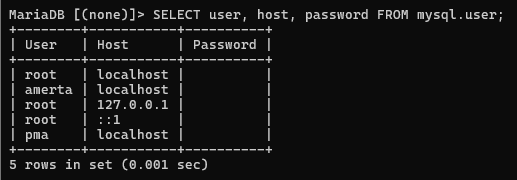 MariaDB [(none)]> SELECT user, host, password FROM mysql.user;
+--------+-----------+----------+
| User   | Host      | Password |
+--------+-----------+----------+
| root   | localhost |          |
| amerta | localhost |          |
| root   | 127.0.0.1 |          |
| root   | ::1       |          |
| pma    | localhost |          |
+--------+-----------+----------+
5 rows in set (0.001 sec)